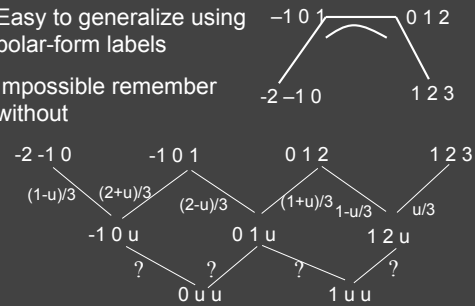 Easy to generalize using
polar-form labels
–1 0 1
0 1 2
mpossible remember
without
-2 –1 0
1 2 3
-2 -1 0
-1 0 1
0 1 2
1 2 3
(1-u)/3
(2+u)/3
(2-u)/3
(1+u)/3
1-u/3
u/3
-1 0 u
0 1 u
1 2 u
?
?
?
?
0 u u
1 u u